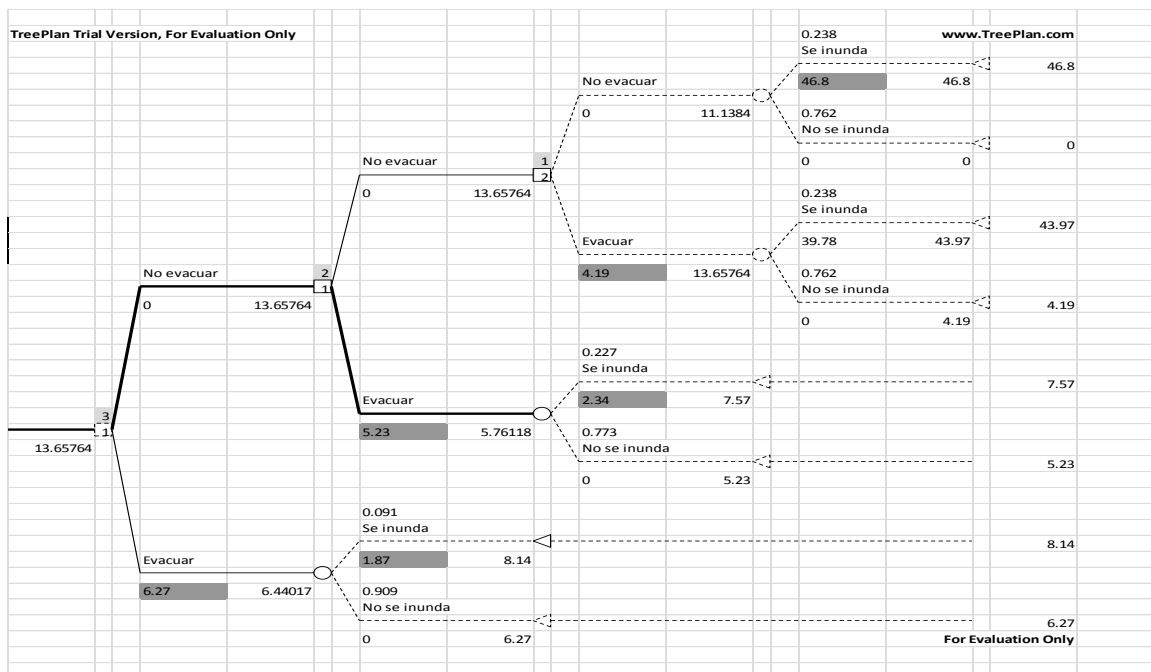 0.238
TreePlan Trial Version, For Evaluation Only www.TreePlan.com
Se inunda
46.8
No evacuar 46.8 46.8
0 11.1384 0.762
No se inunda
0
No evacuar 1
2 0 0
0 13.65764 0.238
Se inunda
43.97
Evacuar 39.78 43.97
No evacuar 2 4.19 13.65764 0.762
1 No se inunda
0 13.65764 4.19
0 4.19
0.227
Se inunda
7.57
Evacuar 2.34 7.57
3
1 5.23 5.76118 0.773
13.65764 No se inunda
5.23
0 5.23
0.091
Se inunda
8.14
Evacuar 1.87 8.14
6.27 6.44017 0.909
No se inunda
6.27
0 6.27 For Evaluation Only